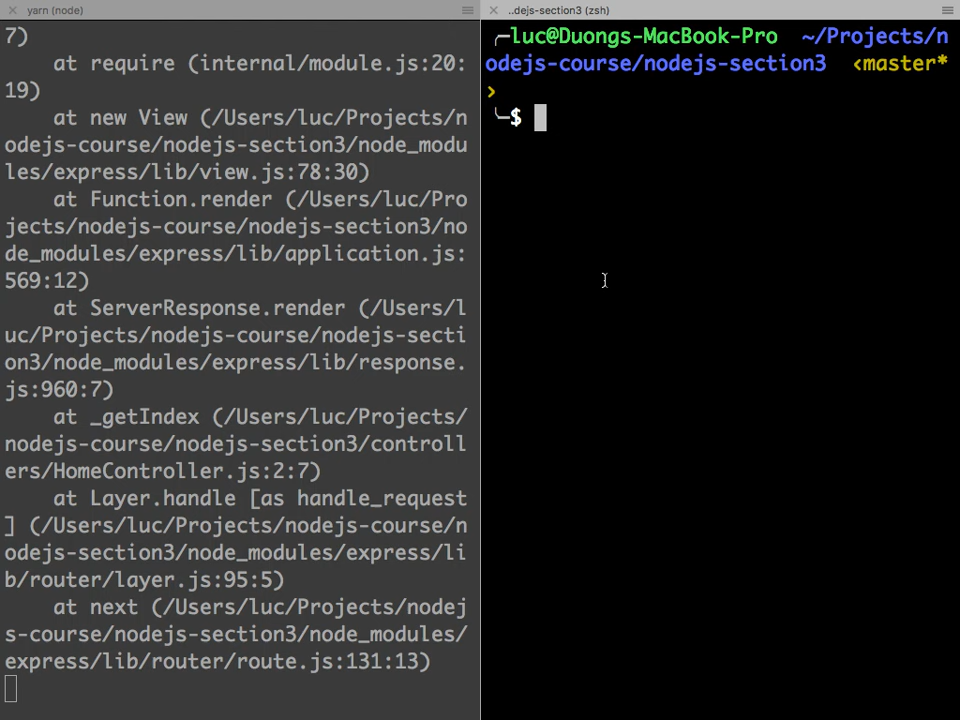 yarn (node)
7)
at require (internal/module.js:20:
19)
at new View (/Users/luc/Projects/n
odejs-course/nodejs-section3/node_modu
les/express/lib/view.js:78:30)
at Function.render (/Users/luc/Pro
jects/nodejs-course/nodejs-section3/no
de_modules/express/lib/application.js:
569:12)
at ServerResponse.render (/Users/l
uc/Projects/nodejs-course/nodejs-secti
on3/node_modules/express/lib/response.
js:960:7)
at _getIndex (/Users/luc/Projects/
nodejs-course/nodejs-section3/controll
ers/HomeController.js:2:7)
at Layer.handle [as handle_request
] (/Users/luc/Projects/nodejs-course/n
odejs-section3/node_modules/express/li
b/router/layer.js:95:5)
at next (/Users/luc/Projects/nodej
s-course/nodejs-section3/node_modules/
express/lib/router/route.js:131:13)
..dejs-section3 (zsh)
╭─luc@Duongs-MacBook-Pro ~/Projects/n
odejs-course/nodejs-section3 ‹master*
›
╰─$